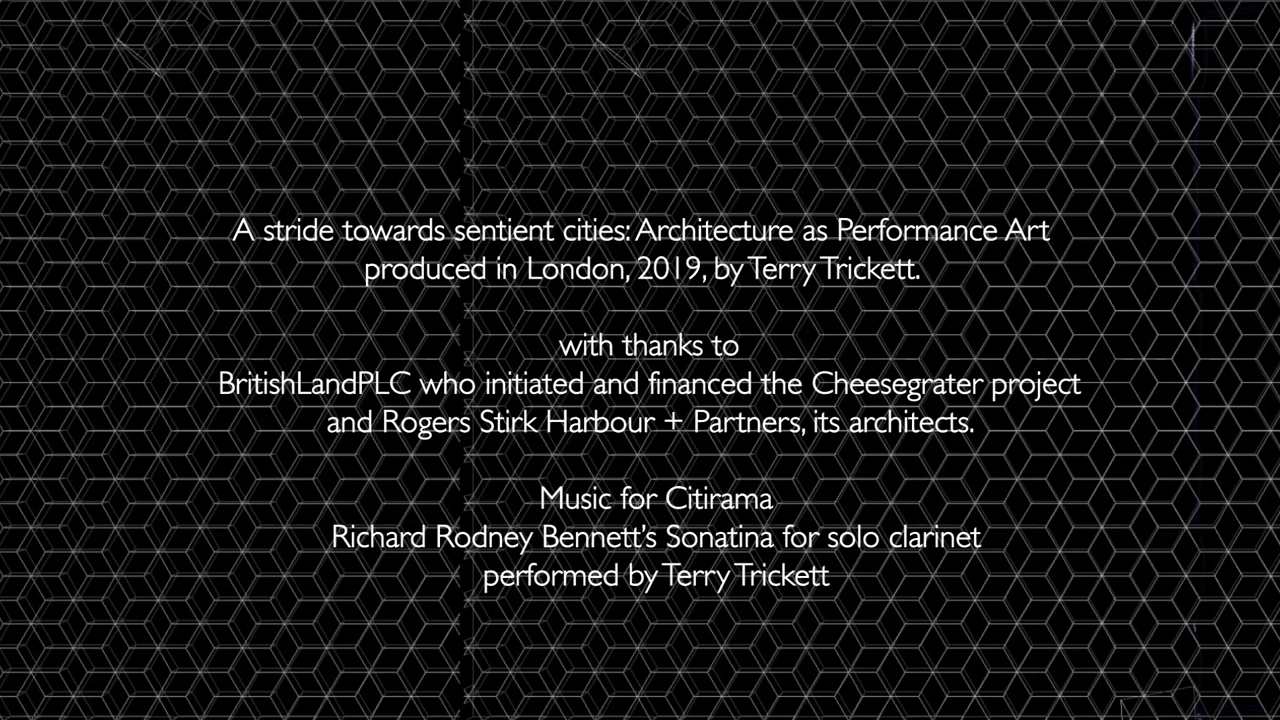 A stride towards sentient cities: Architecture as Performance Art
produced in London, 2019, by Terry Trickett.
with thanks to
BritishLandPLC who initiated and financed the Cheesegrater project
and Rogers Stirk Harbour + Partners, its architects.
Music for Citirama
Richard Rodney Bennett’s Sonatina for solo clarinet
performed by Terry Trickett